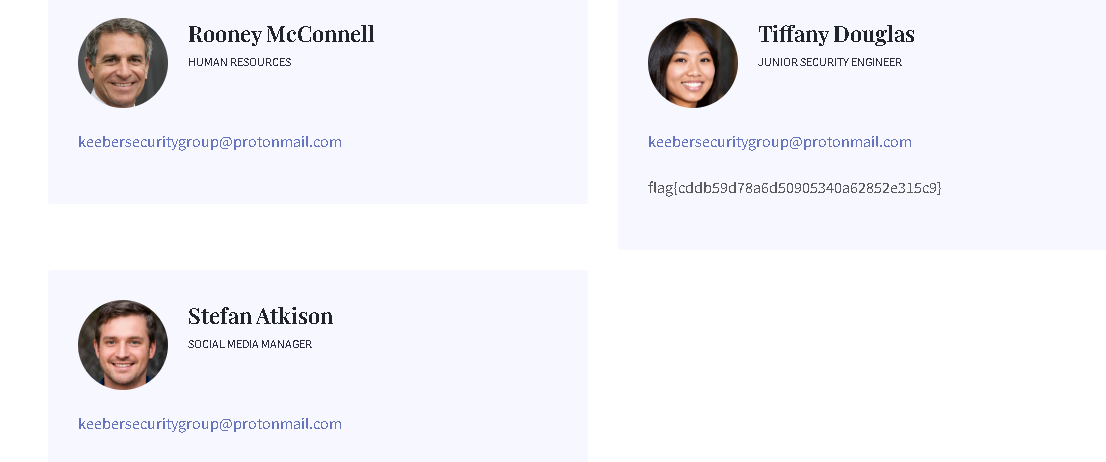 Rooney McConnell
HUMAN RESOURCES
keebersecuritygroup@protonmail.com
Tiffany Douglas
JUNIOR SECURITY ENGINEER
keebersecuritygroup@protonmail.com
flag{cddb59d78a6d50905340a62852e315c9}
Stefan Atkison
SOCIAL MEDIA MANAGER
keebersecuritygroup@protonmail.com